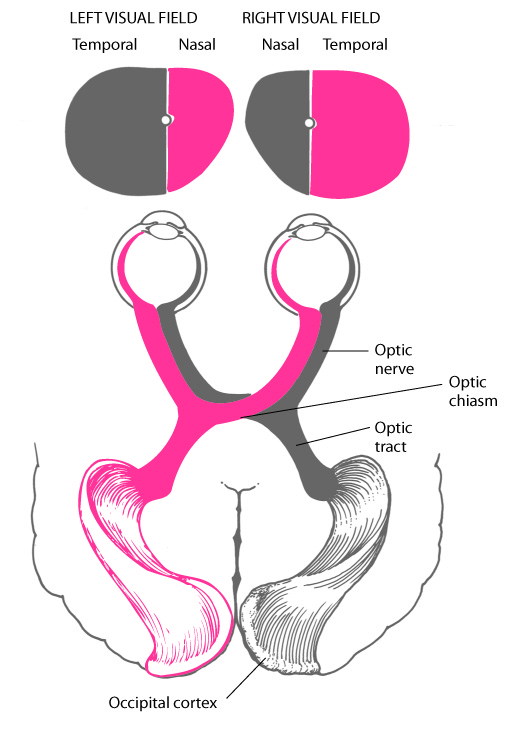 LEFT VISUAL FIELD RIGHT VISUAL FIELD
Temporal Nasal Nasal Temporal
Optic
nerve
Optic
chiasm
Optic
tract
Occipital cortex